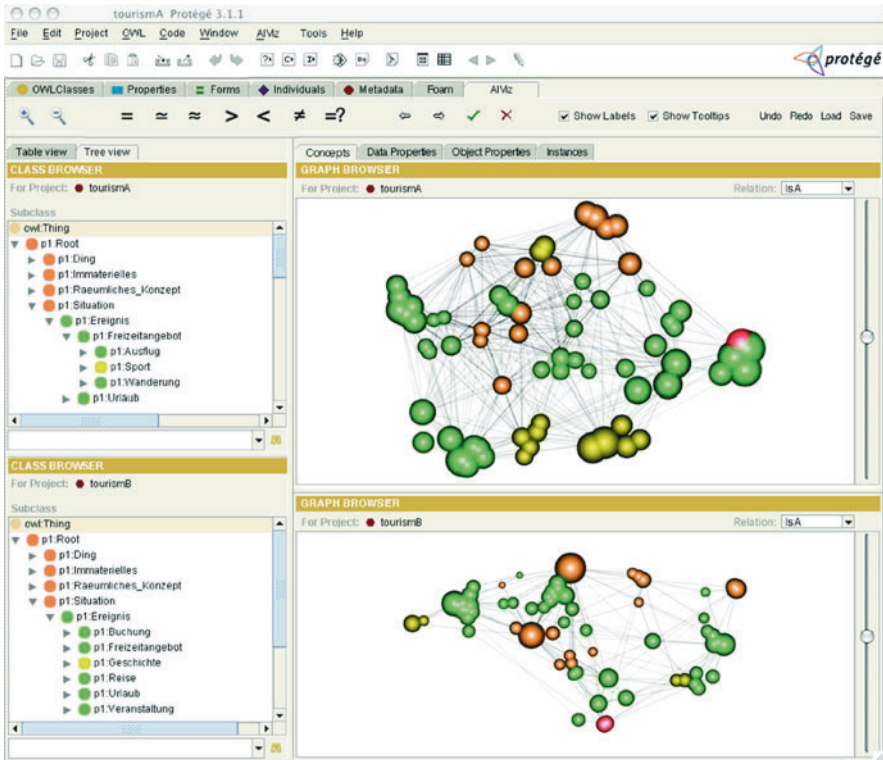 tourismA Protégé 3.1.1
File Edit Project OWL Code Window AlViz Tools Help
protégé
OWLClasses Properties Forms Individuals Metadata Foam AlViz
= ≃ ≈ > < ≠ =? Show Labels Show Tooltips Undo Redo Load Save
Table view Tree view
CLASS BROWSER
For Project: tourismA
Subclass
owl:Thing
p1:Root
p1:Ding
p1:Immaterielles
p1:Raeumliches_Konzept
p1:Situation
p1:Ereignis
p1:Freizeitangebot
p1:Ausflug
p1:Sport
p1:Wanderung
p1:Urlaub
CLASS BROWSER
For Project: tourismB
Subclass
owl:Thing
p1:Root
p1:Ding
p1:Immaterielles
p1:Raeumliches_Konzept
p1:Situation
p1:Ereignis
p1:Buchung
p1:Freizeitangebot
p1:Geschichte
p1:Reise
p1:Urlaub
p1:Veranstaltung
Concepts Data Properties Object Properties Instances
GRAPH BROWSER
For Project: tourismA Relation: IsA
GRAPH BROWSER
For Project: tourismB Relation: IsA